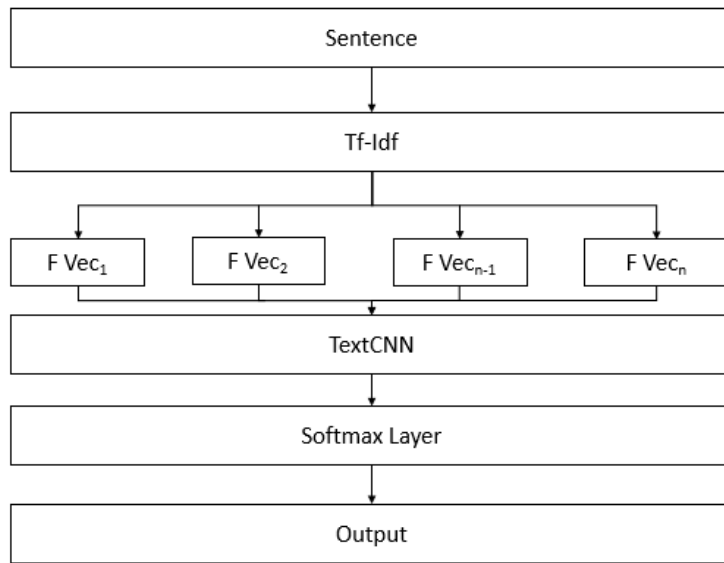 Sentence
Tf-Idf
F Vec₁ F Vec₂ F Vecₙ₋₁ F Vecₙ
TextCNN
Softmax Layer
Output